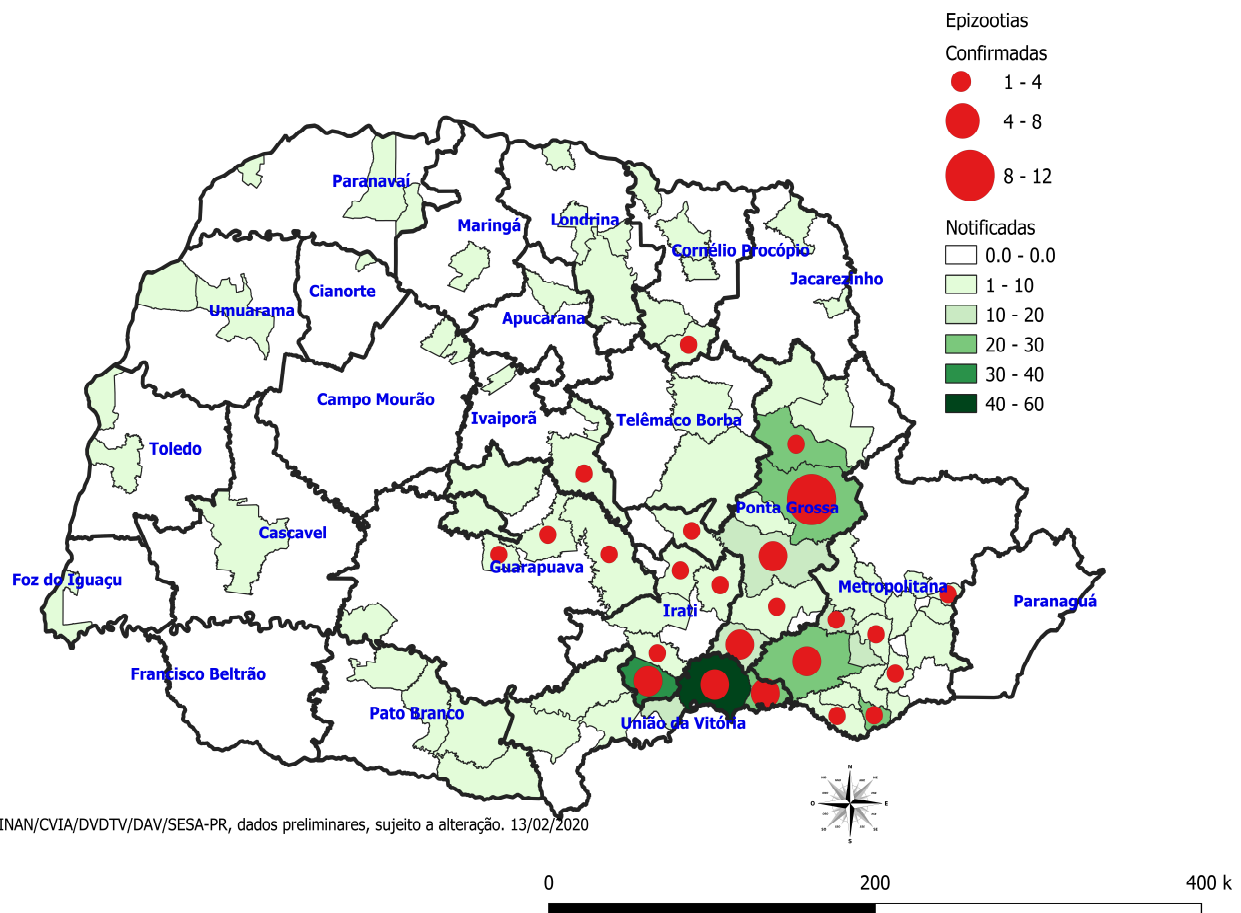 Epizootias
Confirmadas
1 - 4
4 - 8
8 - 12
Notificadas
0.0 - 0.0
1 - 10
10 - 20
20 - 30
30 - 40
40 - 60
Paranavaí
Maringá
Londrina
Cornélio Procópio
Jacarezinho
Umuarama
Cianorte
Apucarana
Campo Mourão
Ivaiporã
Telêmaco Borba
Toledo
Cascavel
Ponta Grossa
Guarapuava
Foz do Iguaçu
Irati
Metropolitana
Paranaguá
Francisco Beltrão
Pato Branco
União da Vitória
N
O
E
S
INAN/CVIA/DVDTV/DAV/SESA-PR, dados preliminares, sujeito a alteração. 13/02/2020
0 200 400 k